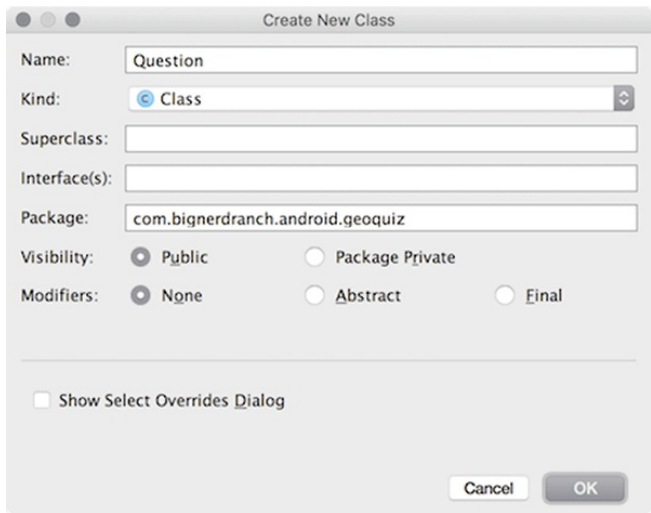 Create New Class
Name: Question
Kind: C Class
Superclass:
Interface(s):
Package: com.bignerdranch.android.geoquiz
Visibility: Public Package Private
Modifiers: None Abstract Final
Show Select Overrides Dialog
Cancel OK